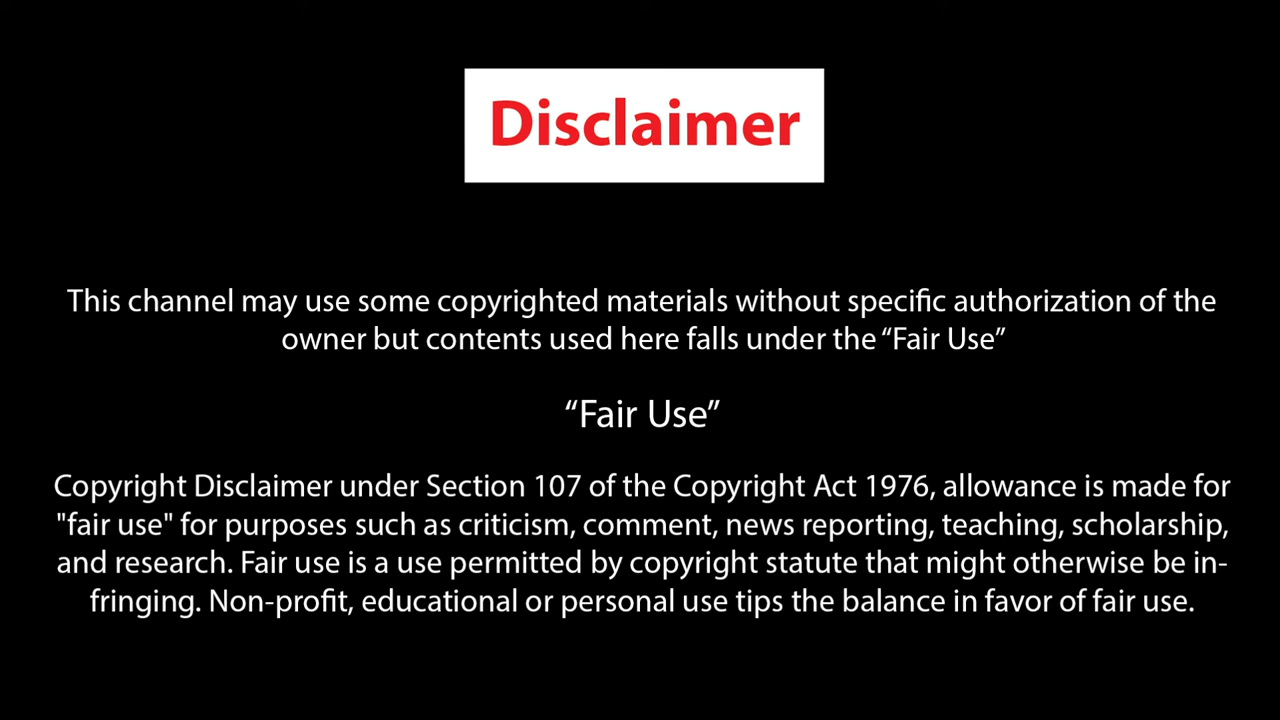 Disclaimer
This channel may use some copyrighted materials without specific authorization of the
owner but contents used here falls under the “Fair Use”
“Fair Use”
Copyright Disclaimer under Section 107 of the Copyright Act 1976, allowance is made for
"fair use" for purposes such as criticism, comment, news reporting, teaching, scholarship,
and research. Fair use is a use permitted by copyright statute that might otherwise be in-
fringing. Non-profit, educational or personal use tips the balance in favor of fair use.